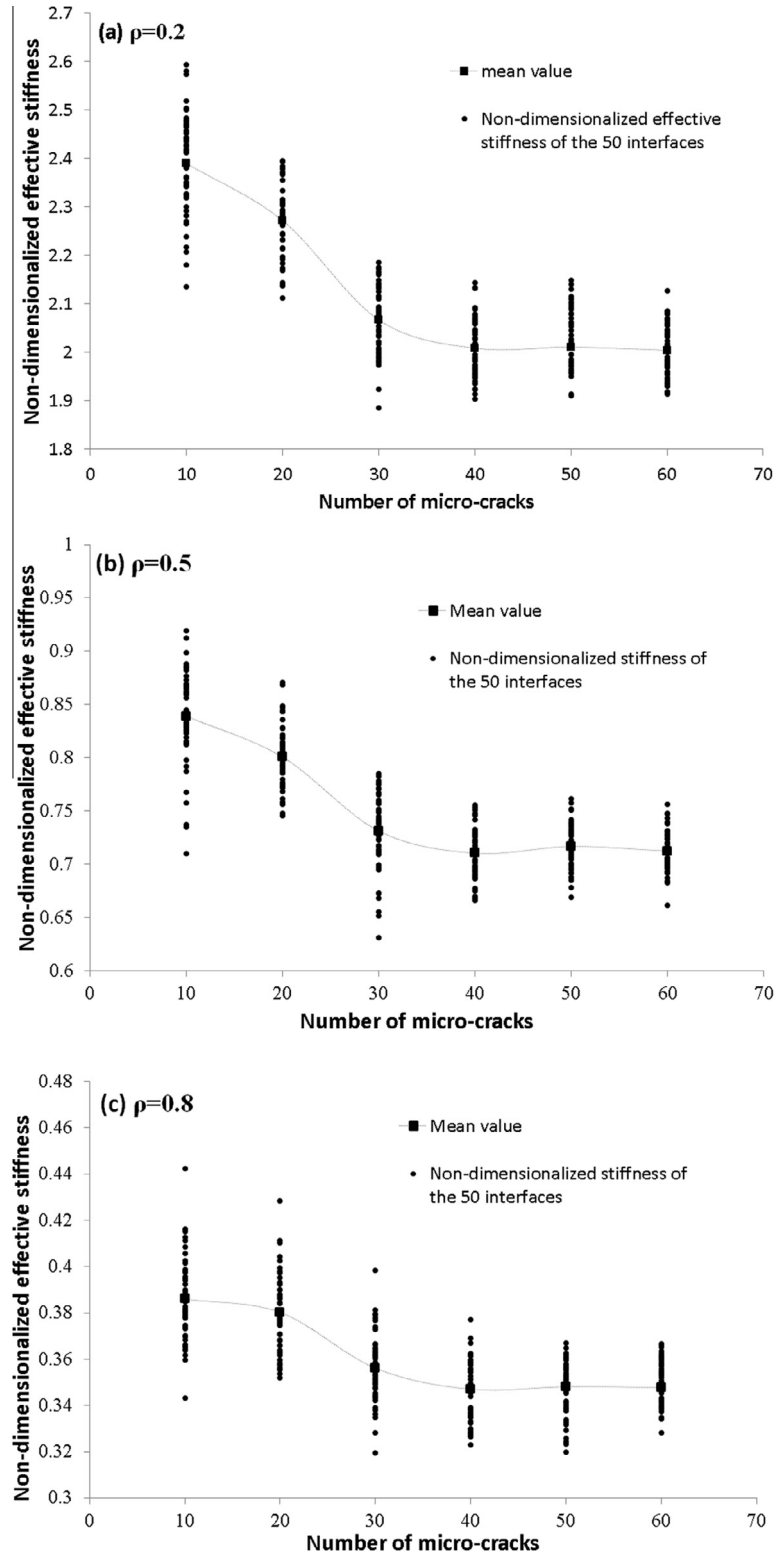 (a) ρ=0.2
2.7
2.6
2.5
2.4
2.3
2.2
2.1
2
1.9
1.8
Non-dimensionalized effective stiffness
mean value
Non-dimensionalized effective
stiffness of the 50 interfaces
0 10 20 30 40 50 60 70
Number of micro-cracks
(b) ρ=0.5
1
0.95
0.9
0.85
0.8
0.75
0.7
0.65
0.6
Non-dimensionalized effective stiffness
Mean value
Non-dimensionalized stiffness of
the 50 interfaces
0 10 20 30 40 50 60 70
Number of micro-cracks
(c) ρ=0.8
0.48
0.46
0.44
0.42
0.4
0.38
0.36
0.34
0.32
0.3
Non-dimensionalized effective stiffness
Mean value
Non-dimensionalized stiffness of
the 50 interfaces
0 10 20 30 40 50 60 70
Number of micro-cracks